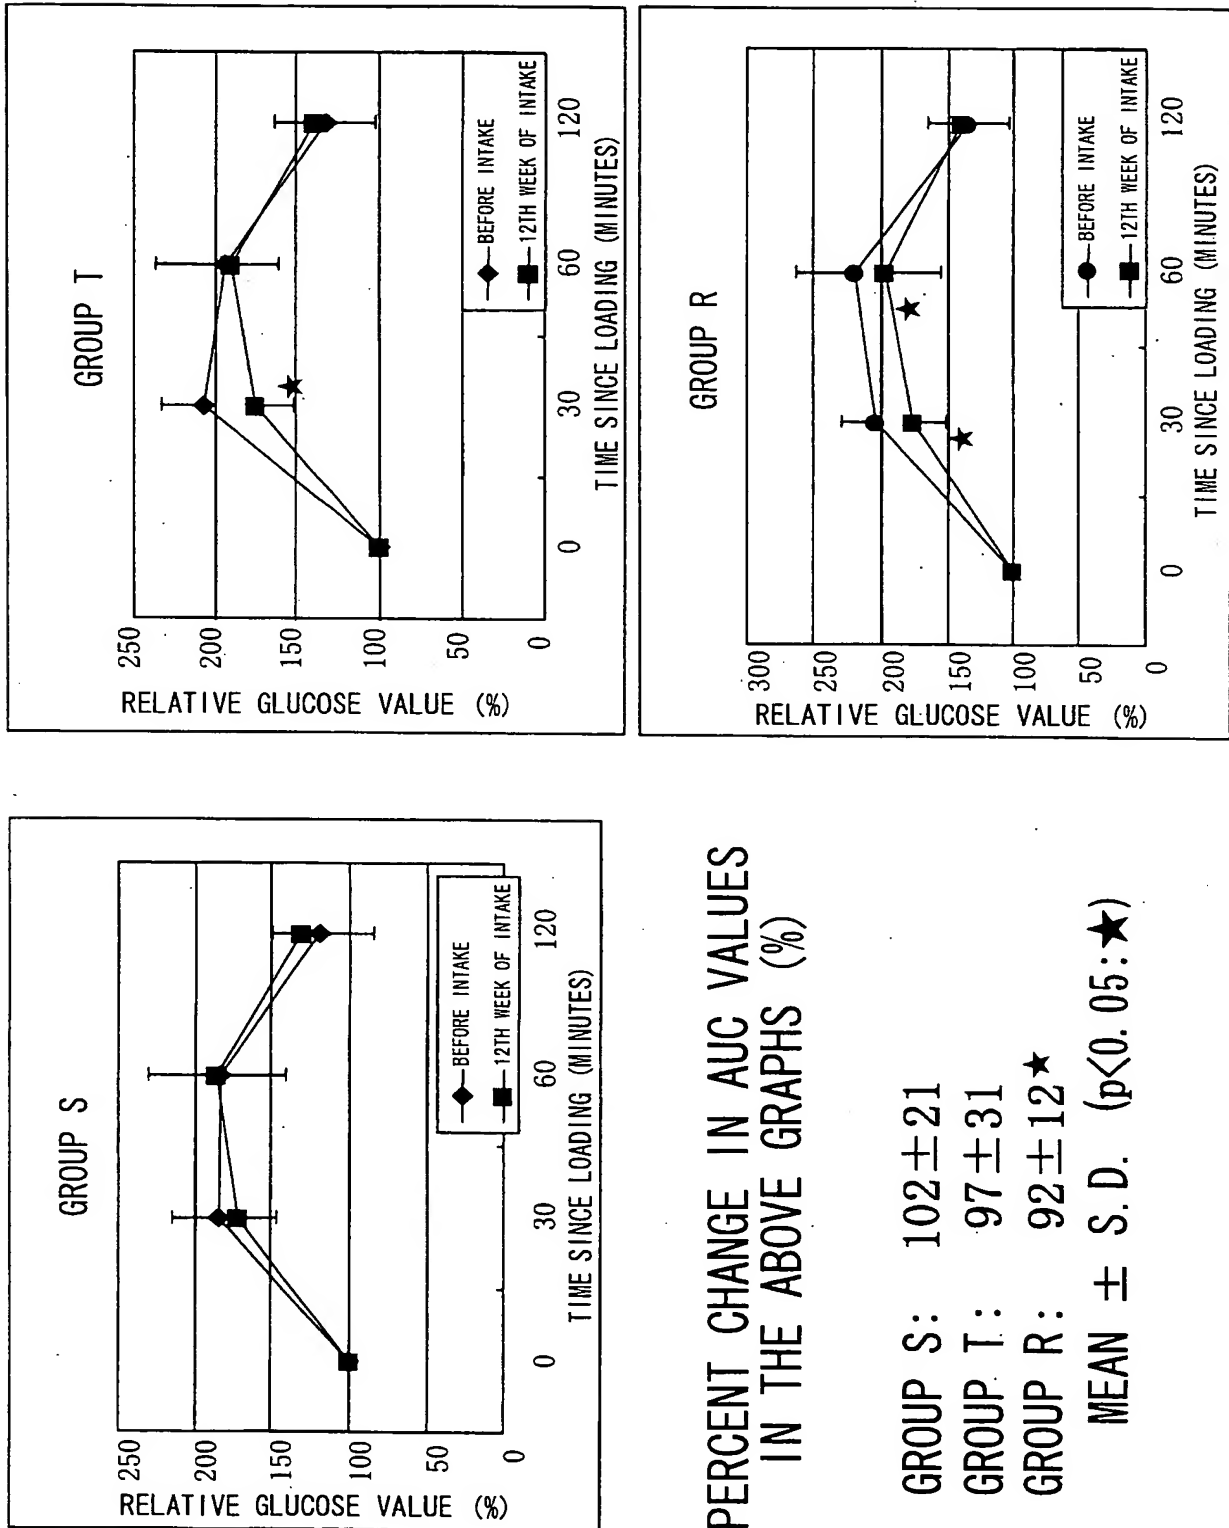 GROUP S
RELATIVE GLUCOSE VALUE (%)
250
200
150
100
50
0
0
30
60
120
TIME SINCE LOADING (MINUTES)
BEFORE INTAKE
12TH WEEK OF INTAKE
GROUP T
RELATIVE GLUCOSE VALUE (%)
250
200
150
100
50
0
0
30
60
120
TIME SINCE LOADING (MINUTES)
BEFORE INTAKE
12TH WEEK OF INTAKE
★
PERCENT CHANGE IN AUC VALUES
IN THE ABOVE GRAPHS (%)
GROUP S: 102±21
GROUP T: 97±31
GROUP R: 92±12★
MEAN ± S.D. (p<0.05:★)
GROUP R
RELATIVE GLUCOSE VALUE (%)
300
250
200
150
100
50
0
0
30
60
120
TIME SINCE LOADING (MINUTES)
BEFORE INTAKE
12TH WEEK OF INTAKE
★
★